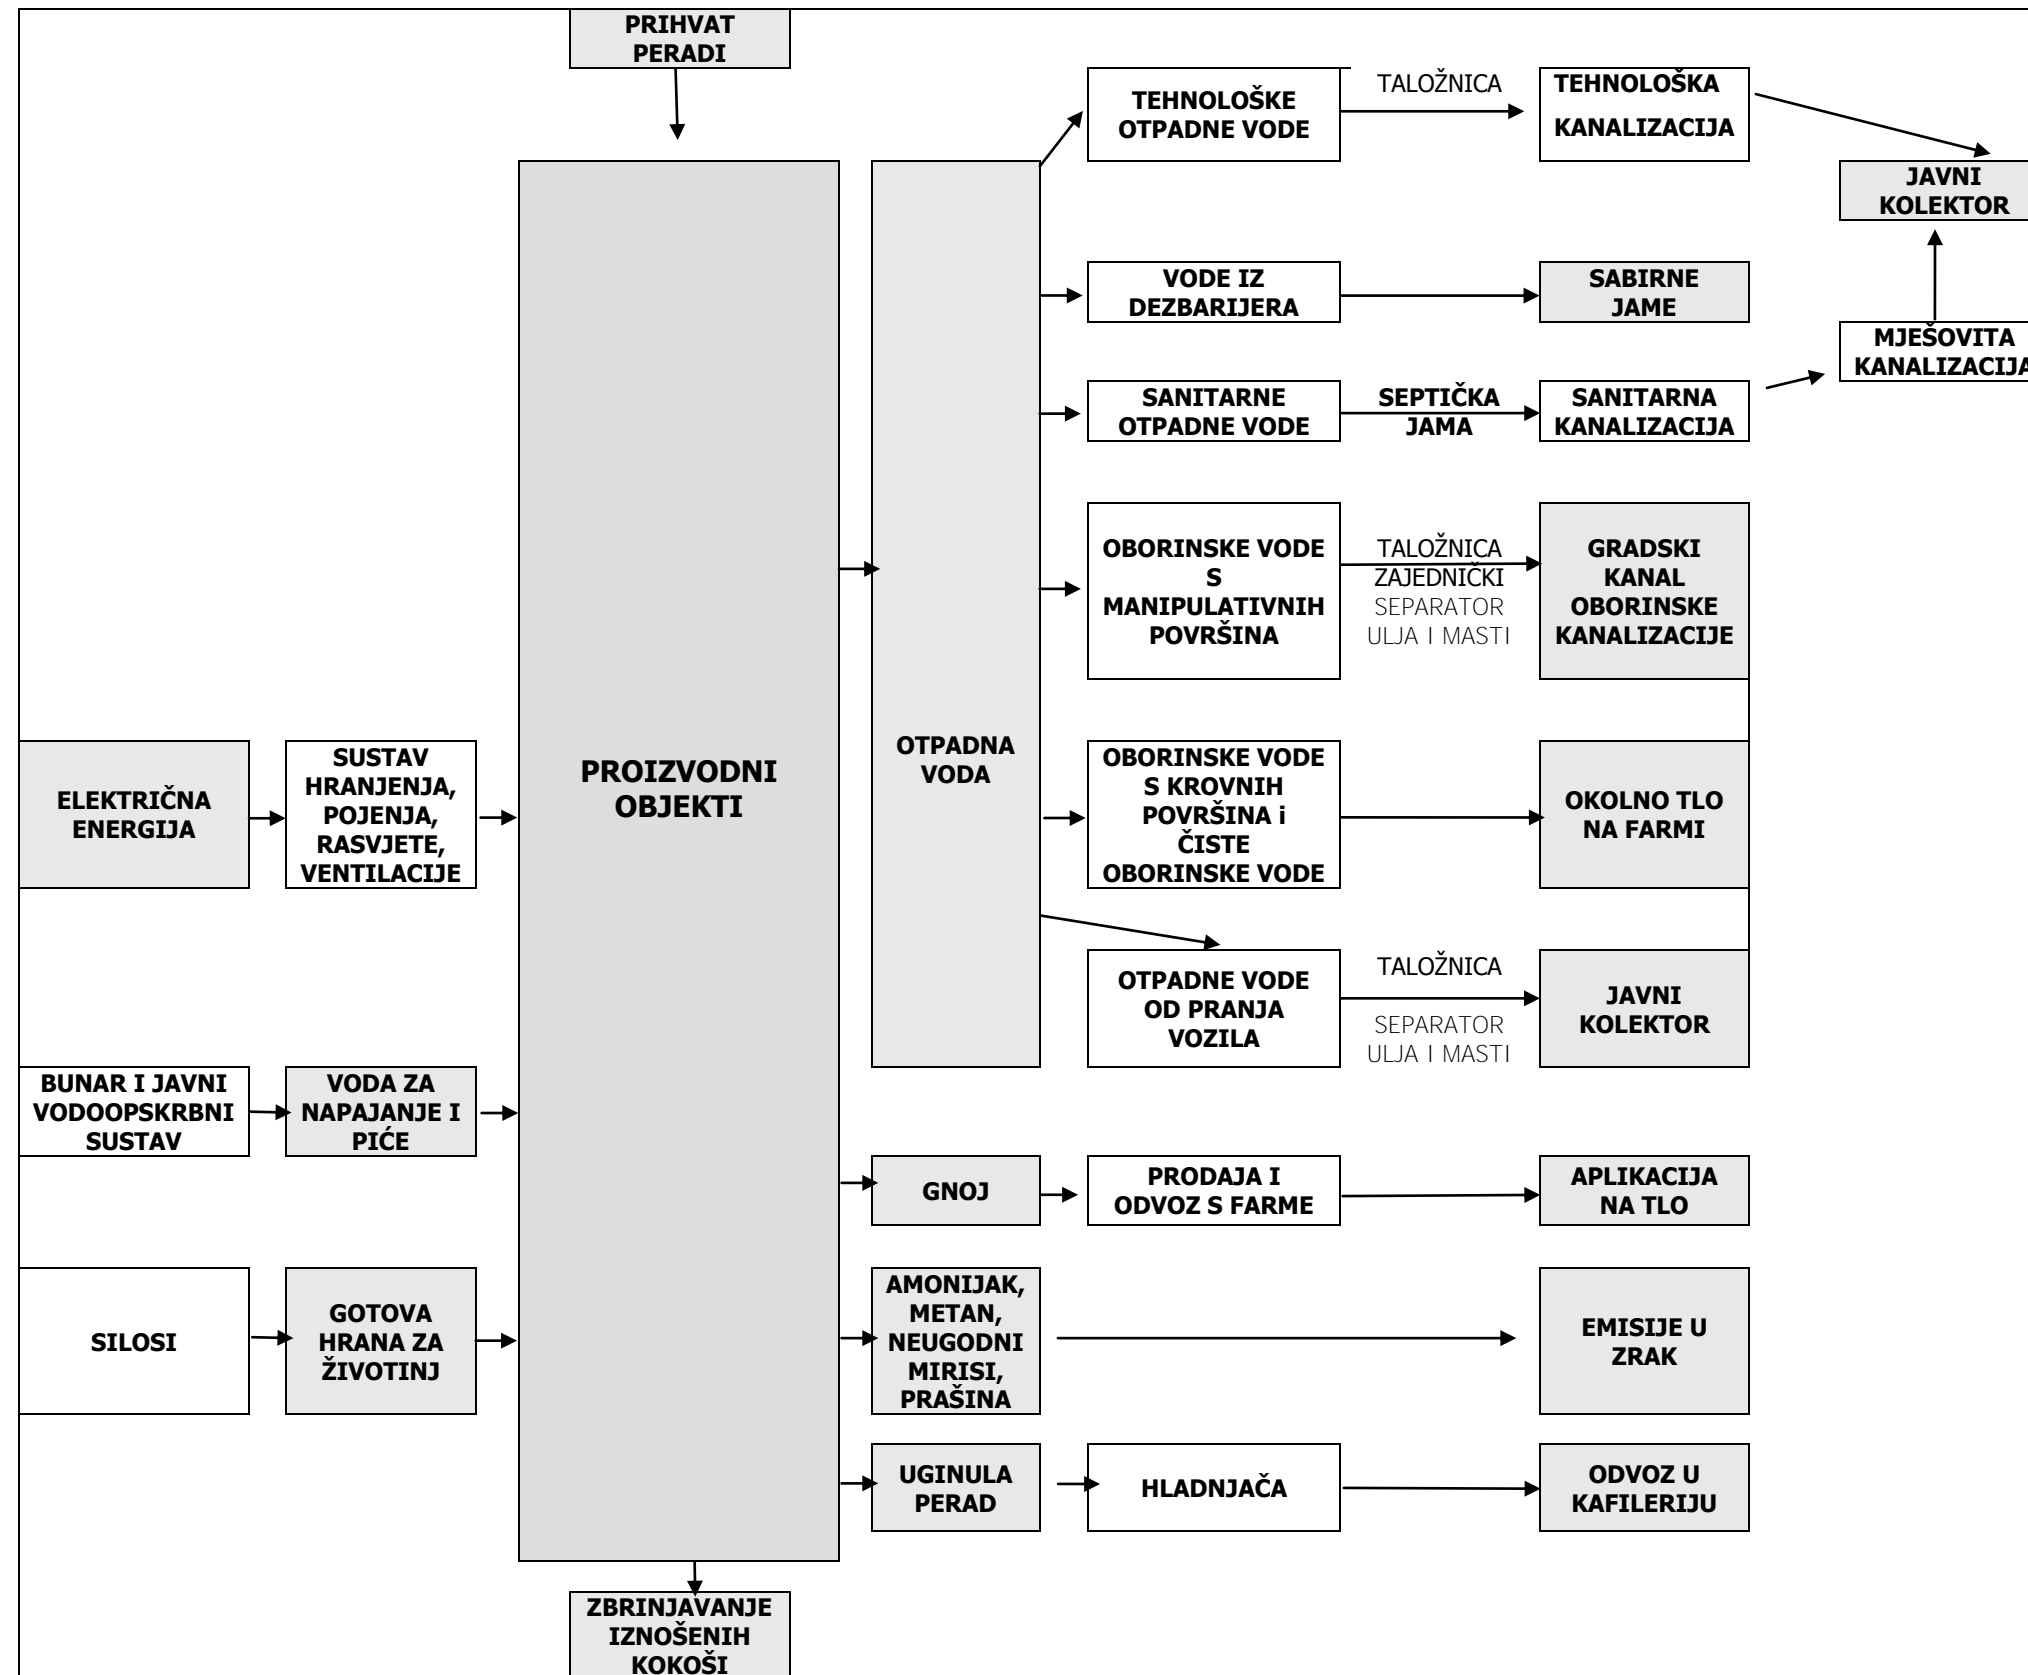 PRIHVAT
PERADI
TEHNOLOŠKE
OTPADNE VODE
TALOŽNICA
TEHNOLOŠKA
KANALIZACIJA
JAVNI
KOLEKTOR
VODE IZ
DEZBARIJERA
SABIRNE
JAME
MJEŠOVITA
KANALIZACIJA
SANITARNE
OTPADNE VODE
SEPTIČKA
JAMA
SANITARNA
KANALIZACIJA
OBORINSKE VODE
S
MANIPULATIVNIH
POVRŠINA
TALOŽNICA
ZAJEDNIČKI
SEPARATOR
ULJA I MASTI
GRADSKI
KANAL
OBORINSKE
KANALIZACIJE
ELEKTRIČNA
ENERGIJA
SUSTAV
HRANJENJA,
POJENJA,
RASVJETE,
VENTILACIJE
PROIZVODNI
OBJEKTI
OTPADNA
VODA
OBORINSKE VODE
S KROVNIH
POVRŠINA i
ČISTE
OBORINSKE VODE
OKOLNO TLO
NA FARMI
OTPADNE VODE
OD PRANJA
VOZILA
TALOŽNICA
SEPARATOR
ULJA I MASTI
JAVNI
KOLEKTOR
BUNAR I JAVNI
VODOOPSKRBNI
SUSTAV
VODA ZA
NAPAJANJE I
PIĆE
GNOJ
PRODAJA I
ODVOZ S FARME
APLIKACIJA
NA TLO
SILOSI
GOTOVA
HRANA ZA
ŽIVOTINJ
AMONIJAK,
METAN,
NEUGODNI
MIRISI,
PRAŠINA
EMISIJE U
ZRAK
UGINULA
PERAD
HLADNJAČA
ODVOZ U
KAFILERIJU
ZBRINJAVANJE
IZNOŠENIH
KOKOŠI